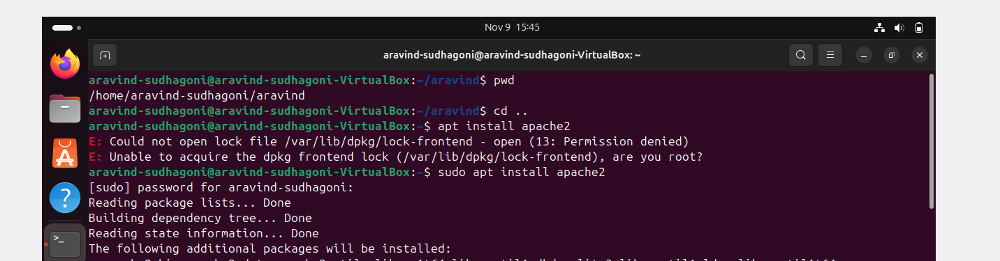 Nov 9 15:45
aravind-sudhagoni@aravind-sudhagoni-VirtualBox: ~
aravind-sudhagoni@aravind-sudhagoni-VirtualBox:~/aravind$ pwd
/home/aravind-sudhagoni/aravind
aravind-sudhagoni@aravind-sudhagoni-VirtualBox:~/aravind$ cd ..
aravind-sudhagoni@aravind-sudhagoni-VirtualBox:~$ apt install apache2
E: Could not open lock file /var/lib/dpkg/lock-frontend - open (13: Permission denied)
E: Unable to acquire the dpkg frontend lock (/var/lib/dpkg/lock-frontend), are you root?
aravind-sudhagoni@aravind-sudhagoni-VirtualBox:~$ sudo apt install apache2
[sudo] password for aravind-sudhagoni:
Reading package lists... Done
Building dependency tree... Done
Reading state information... Done
The following additional packages will be installed: